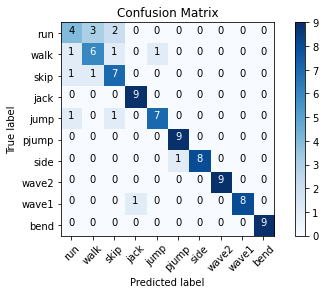 Confusion Matrix
run 4 3 2 0 0 0 0 0 0 0
walk 1 6 1 0 1 0 0 0 0 0
skip 1 1 7 0 0 0 0 0 0 0
jack 0 0 0 9 0 0 0 0 0 0
jump 1 0 1 0 7 0 0 0 0 0
pjump 0 0 0 0 0 9 0 0 0 0
side 0 0 0 0 0 1 8 0 0 0
wave2 0 0 0 0 0 0 0 9 0 0
wave1 0 0 0 1 0 0 0 0 8 0
bend 0 0 0 0 0 0 0 0 0 9
True label
run walk skip jack jump pjump side wave2 wave1 bend
Predicted label
9
8
7
6
5
4
3
2
1
0